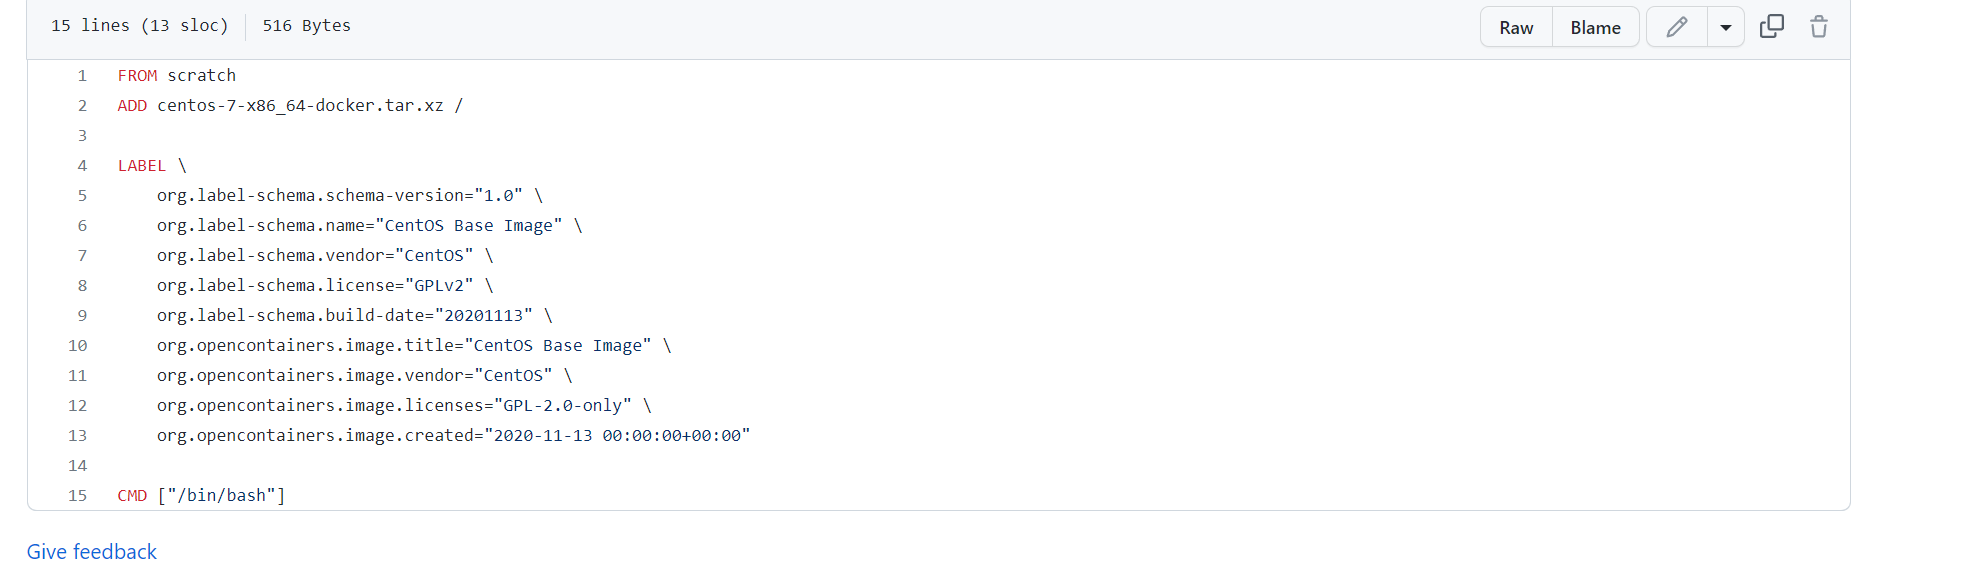 15 lines (13 sloc) 516 Bytes Raw Blame
1 FROM scratch
2 ADD centos-7-x86_64-docker.tar.xz /
3
4 LABEL \
5 org.label-schema.schema-version="1.0" \
6 org.label-schema.name="CentOS Base Image" \
7 org.label-schema.vendor="CentOS" \
8 org.label-schema.license="GPLv2" \
9 org.label-schema.build-date="20201113" \
10 org.opencontainers.image.title="CentOS Base Image" \
11 org.opencontainers.image.vendor="CentOS" \
12 org.opencontainers.image.licenses="GPL-2.0-only" \
13 org.opencontainers.image.created="2020-11-13 00:00:00+00:00"
14
15 CMD ["/bin/bash"]
Give feedback